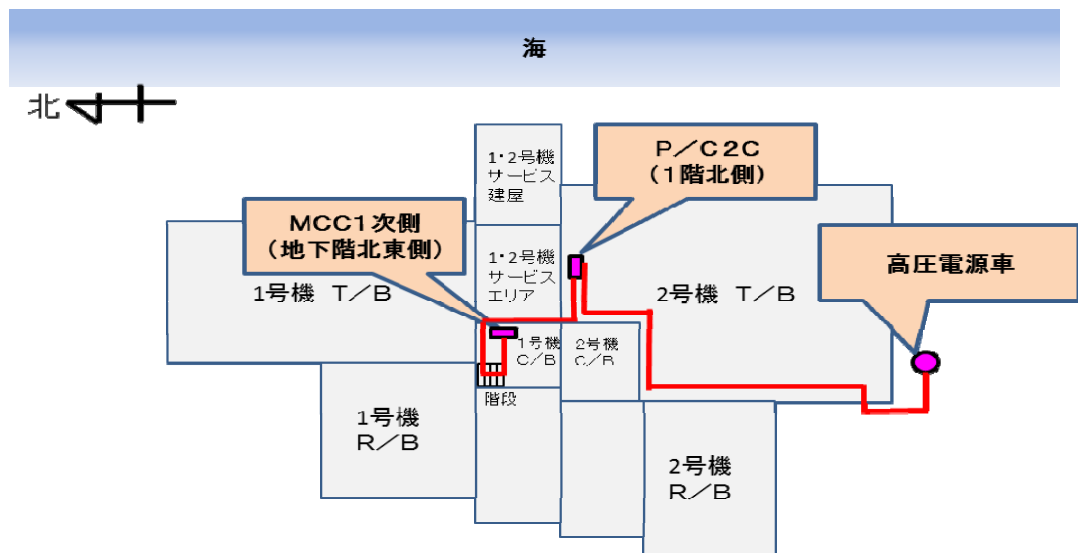 海
北
1・2号機
サービス
建屋
P／C２C
（１階北側）
MCC１次側
（地下階北東側）
1・2号機
サービス
エリア
高圧電源車
1号機 T／B
2号機 T／B
1号機
C／B
2号機
C／B
階段
1号機
R／B
2号機
R／B